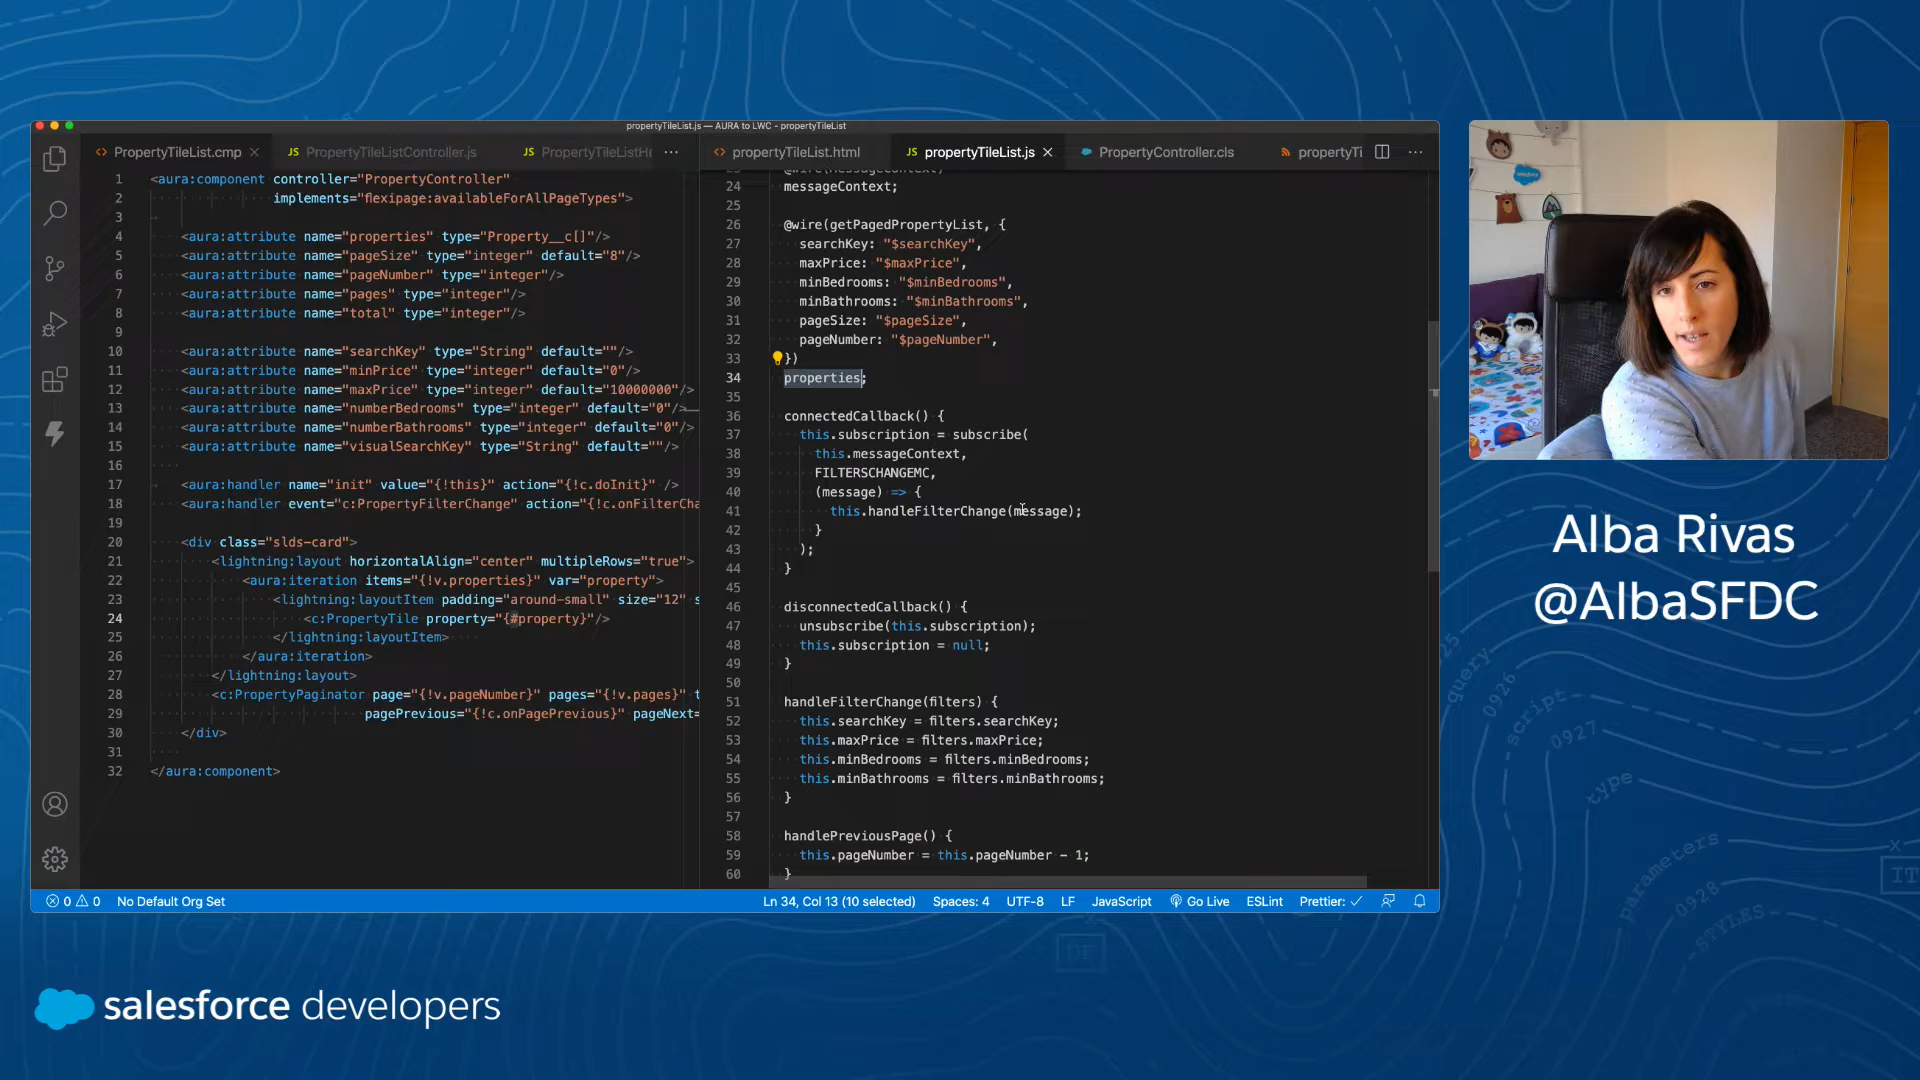 propertyTileList.js — AURA to LWC - propertyTileList
PropertyTileList.cmp
PropertyTileListController.js
PropertyTileListHe
propertyTileList.html
propertyTileList.js
PropertyController.cls
propertyTi
1 <aura:component controller="PropertyController"
2 implements="flexipage:availableForAllPageTypes">
3
4 <aura:attribute name="properties" type="Property__c[]"/>
5 <aura:attribute name="pageSize" type="integer" default="8"/>
6 <aura:attribute name="pageNumber" type="integer"/>
7 <aura:attribute name="pages" type="integer"/>
8 <aura:attribute name="total" type="integer"/>
9
10 <aura:attribute name="searchKey" type="String" default=""/>
11 <aura:attribute name="minPrice" type="integer" default="0"/>
12 <aura:attribute name="maxPrice" type="integer" default="10000000"/>
13 <aura:attribute name="numberBedrooms" type="integer" default="0"/>
14 <aura:attribute name="numberBathrooms" type="integer" default="0"/>
15 <aura:attribute name="visualSearchKey" type="String" default=""/>
16
17 <aura:handler name="init" value="{!this}" action="{!c.doInit}" />
18 <aura:handler event="c:PropertyFilterChange" action="{!c.onFilterCha
19
20 <div class="slds-card">
21 <lightning:layout horizontalAlign="center" multipleRows="true">
22 <aura:iteration items="{!v.properties}" var="property">
23 <lightning:layoutItem padding="around-small" size="12" s
24 <c:PropertyTile property="{#property}"/>
25 </lightning:layoutItem>
26 </aura:iteration>
27 </lightning:layout>
28 <c:PropertyPaginator page="{!v.pageNumber}" pages="{!v.pages}" t
29 pagePrevious="{!c.onPagePrevious}" pageNext=
30 </div>
31
32 </aura:component>
@wire(MessageContext)
24 messageContext;
25
26 @wire(getPagedPropertyList, {
27 searchKey: "$searchKey",
28 maxPrice: "$maxPrice",
29 minBedrooms: "$minBedrooms",
30 minBathrooms: "$minBathrooms",
31 pageSize: "$pageSize",
32 pageNumber: "$pageNumber",
33 })
34 properties;
35
36 connectedCallback() {
37 this.subscription = subscribe(
38 this.messageContext,
39 FILTERSCHANGEMC,
40 (message) => {
41 this.handleFilterChange(message);
42 }
43 );
44 }
45
46 disconnectedCallback() {
47 unsubscribe(this.subscription);
48 this.subscription = null;
49 }
50
51 handleFilterChange(filters) {
52 this.searchKey = filters.searchKey;
53 this.maxPrice = filters.maxPrice;
54 this.minBedrooms = filters.minBedrooms;
55 this.minBathrooms = filters.minBathrooms;
56 }
57
58 handlePreviousPage() {
59 this.pageNumber = this.pageNumber - 1;
60 }
0 0 No Default Org Set
Ln 34, Col 13 (10 selected) Spaces: 4 UTF-8 LF JavaScript Go Live ESLint Prettier: ✓
Alba Rivas
@AlbaSFDC
salesforce developers
query
0926
script
0927
type
parameters
0928
STYLES
DF
IT